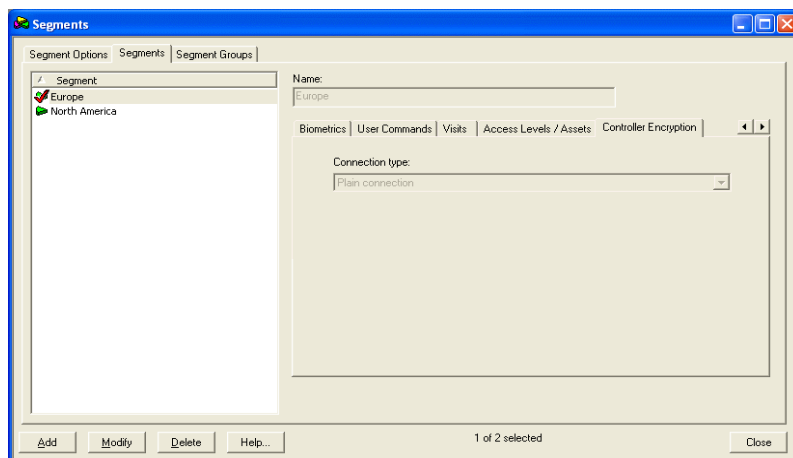 Segments
Segment Options Segments Segment Groups
Segment
Europe
North America
Name:
Europe
Biometrics User Commands Visits Access Levels / Assets Controller Encryption
Connection type:
Plain connection
Add Modify Delete Help... 1 of 2 selected Close